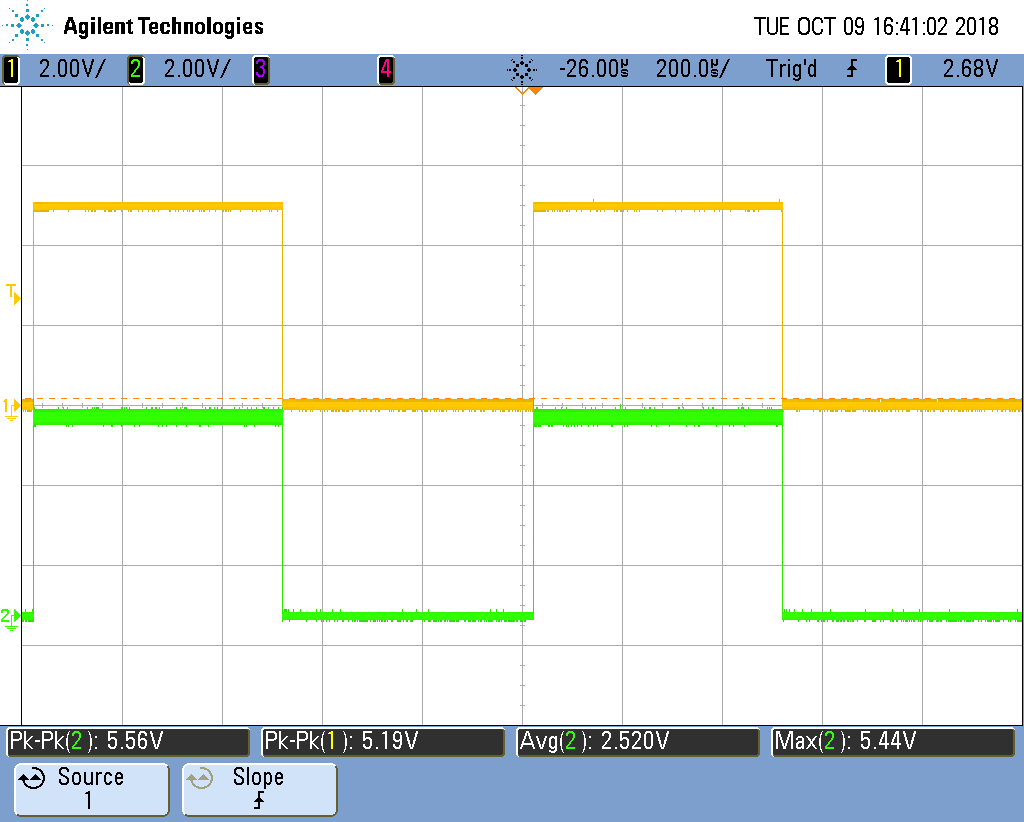 Agilent Technologies TUE OCT 09 16:41:02 2018
1 2.00V/ 2 2.00V/ 3 4 -26.00µs 200.0µs/ Trig'd 1 2.68V
T
1
2
Pk-Pk(2): 5.56V Pk-Pk(1): 5.19V Avg(2): 2.520V Max(2): 5.44V
Source Slope
1